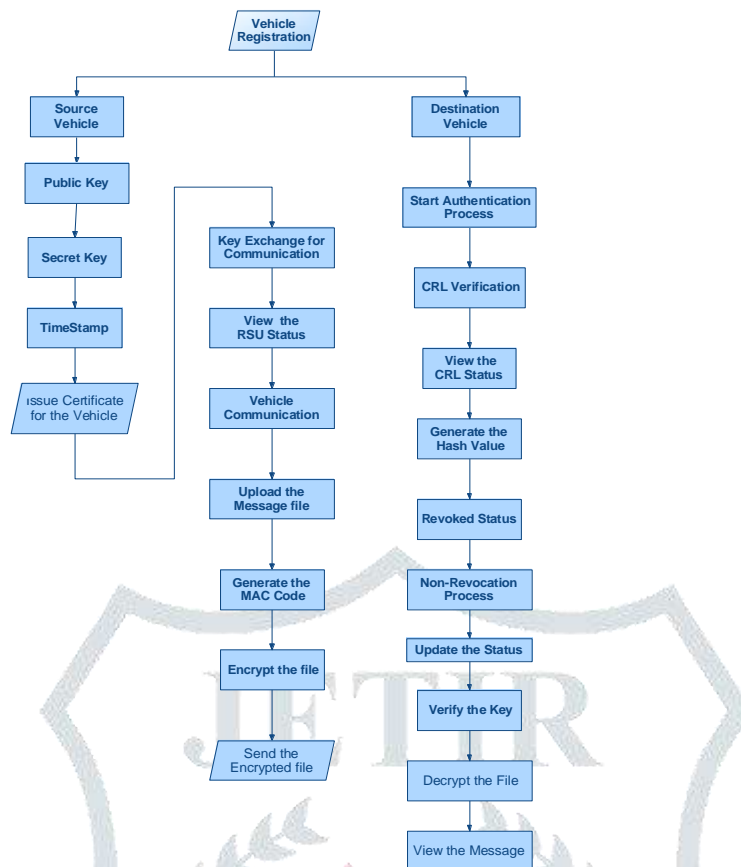 Vehicle
Registration
Source
Vehicle
Public Key
Secret Key
TimeStamp
Issue Certificate
for the Vehicle
Key Exchange for
Communication
View the
RSU Status
Vehicle
Communication
Upload the
Message file
Generate the
MAC Code
Encrypt the file
Send the
Encrypted file
Destination
Vehicle
Start Authentication
Process
CRL Verification
View the
CRL Status
Generate the
Hash Value
Revoked Status
Non-Revocation
Process
Update the Status
Verify the Key
Decrypt the File
View the Message
JETIR